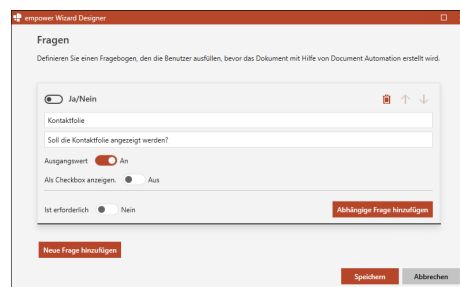 empower Wizard Designer
Fragen
Definieren Sie einen Fragebogen, den die Benutzer ausfüllen, bevor das Dokument mit Hilfe von Document Automation erstellt wird.
Ja/Nein
Kontaktfolie
Soll die Kontaktfolie angezeigt werden?
Ausgangswert An
Als Checkbox anzeigen. Aus
Ist erforderlich Nein Abhängige Frage hinzufügen
Neue Frage hinzufügen
Speichern Abbrechen